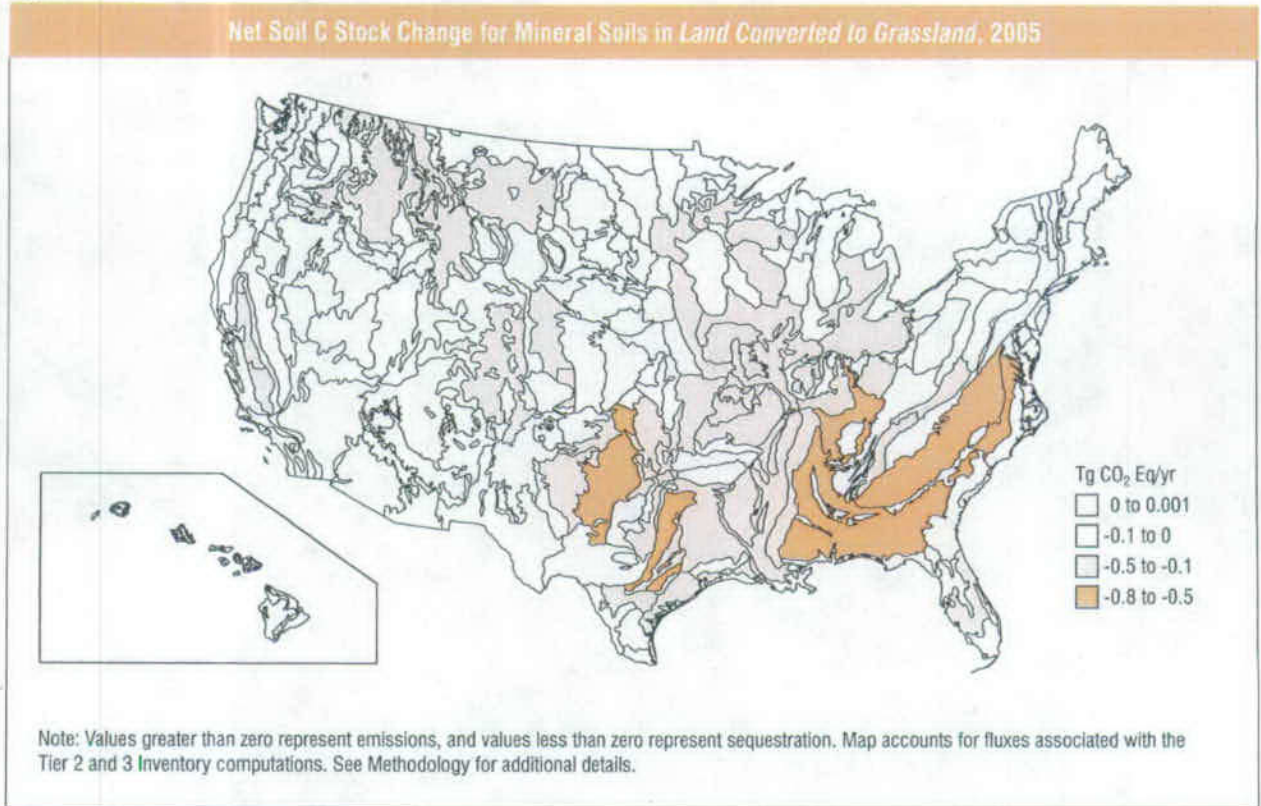 Net Soil C Stock Change for Mineral Soils in Land Converted to Grassland, 2005
Tg CO₂ Eq/yr
0 to 0.001
-0.1 to 0
-0.5 to -0.1
-0.8 to -0.5
Note: Values greater than zero represent emissions, and values less than zero represent sequestration. Map accounts for fluxes associated with the
Tier 2 and 3 Inventory computations. See Methodology for additional details.